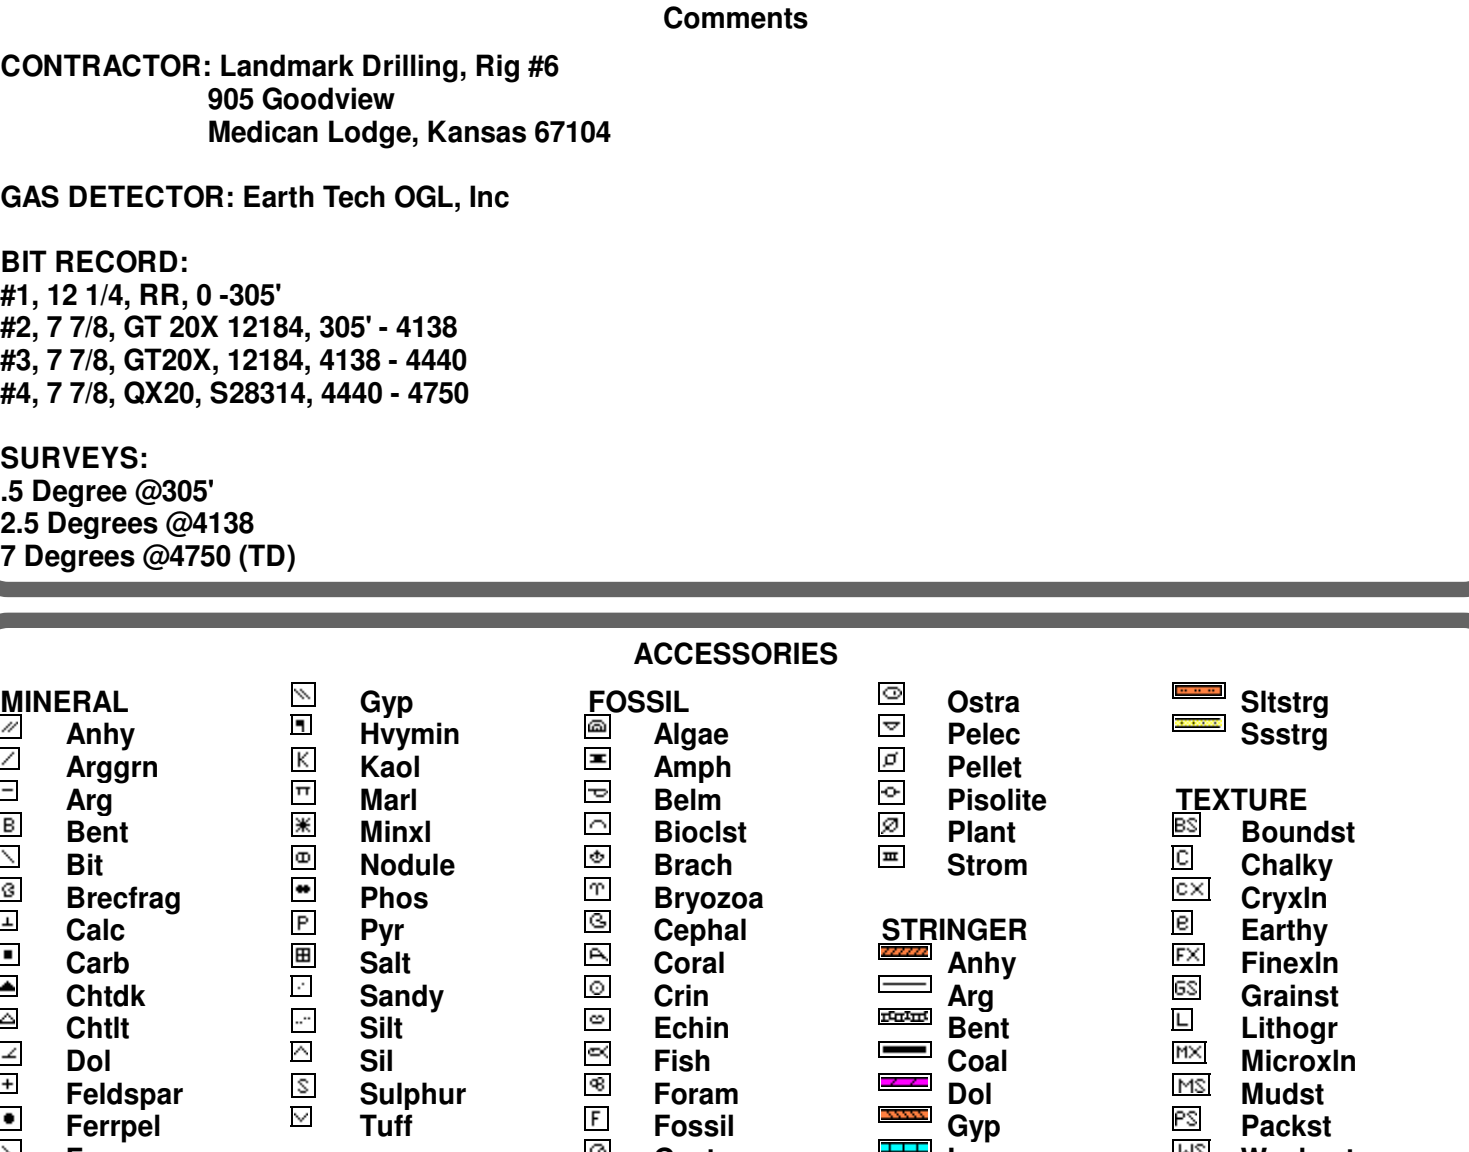 Comments
CONTRACTOR: Landmark Drilling, Rig #6
905 Goodview
Medican Lodge, Kansas 67104
GAS DETECTOR: Earth Tech OGL, Inc
BIT RECORD:
#1, 12 1/4, RR, 0 -305'
#2, 7 7/8, GT 20X 12184, 305' - 4138
#3, 7 7/8, GT20X, 12184, 4138 - 4440
#4, 7 7/8, QX20, S28314, 4440 - 4750
SURVEYS:
.5 Degree @305'
2.5 Degrees @4138
7 Degrees @4750 (TD)
ACCESSORIES
MINERAL
Anhy
Arggrn
Arg
B Bent
Bit
Brecfrag
Calc
Carb
Chtdk
Chtlt
Dol
Feldspar
Ferrpel
Gyp
Hvymin
K Kaol
Marl
Minxl
Nodule
Phos
P Pyr
Salt
Sandy
Silt
Sil
S Sulphur
Tuff
FOSSIL
Algae
Amph
Belm
Bioclst
Brach
Bryozoa
Cephal
Coral
Crin
Echin
Fish
Foram
F Fossil
Ostra
Pelec
Pellet
Pisolite
Plant
Strom
STRINGER
Anhy
Arg
Bent
Coal
Dol
Gyp
Sltstrg
Ssstrg
TEXTURE
BS Boundst
C Chalky
CX Cryxln
e Earthy
FX Finexln
GS Grainst
L Lithogr
MX Microxln
MS Mudst
PS Packst